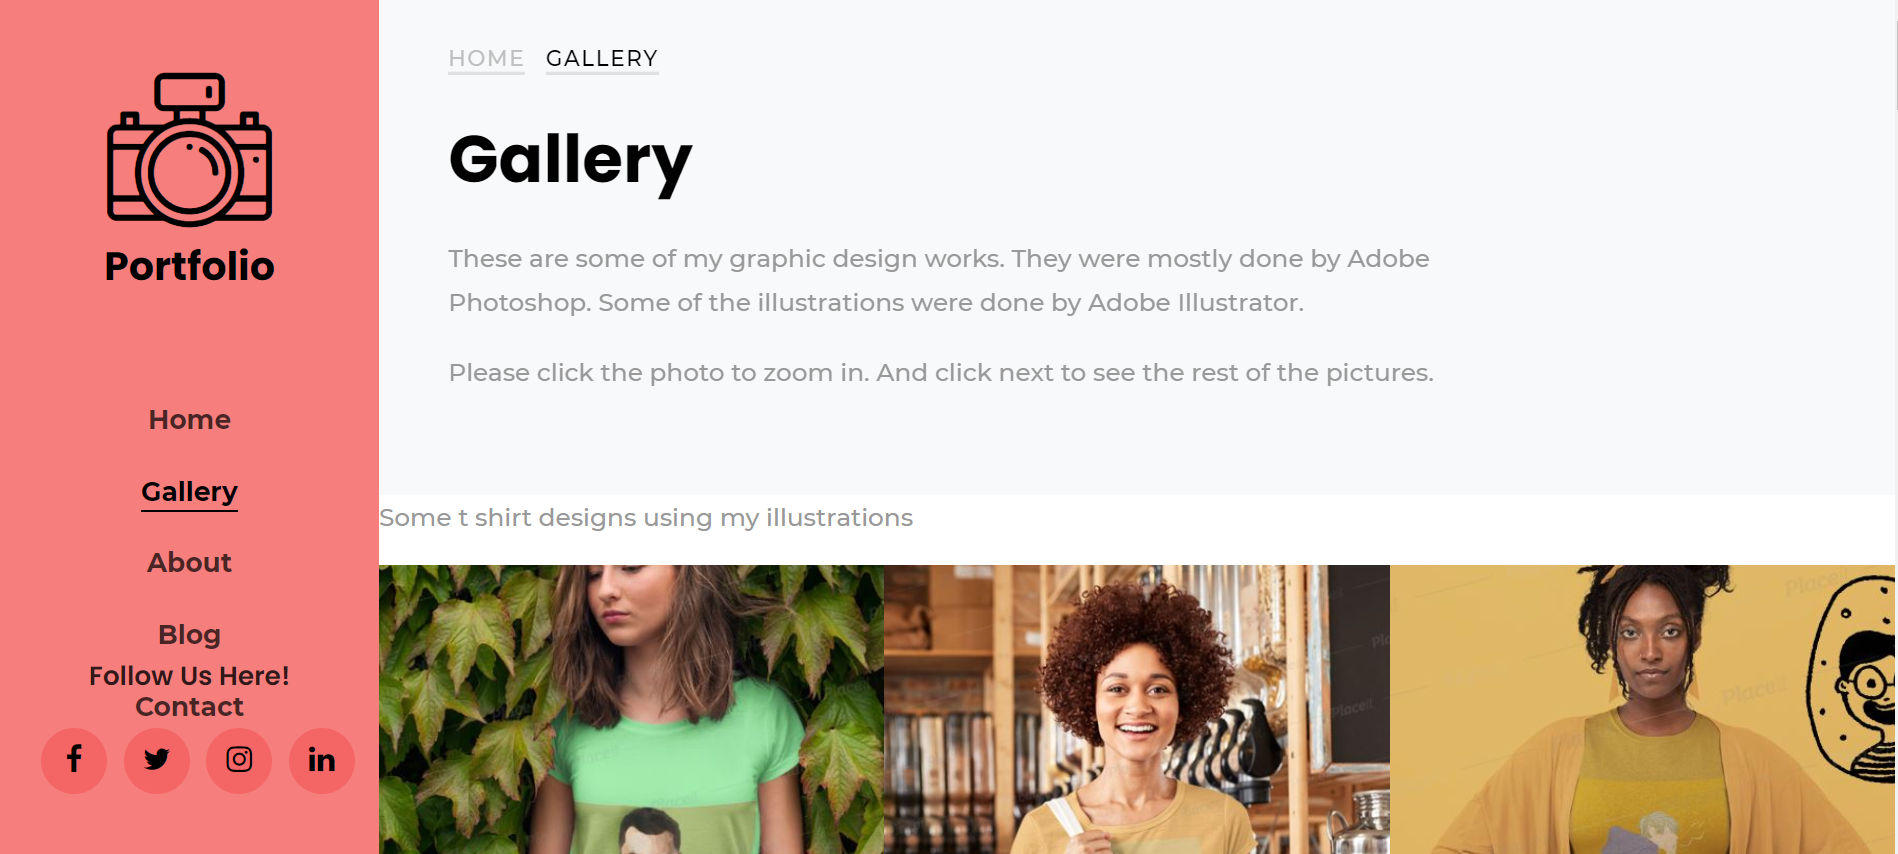 Portfolio
Home
Gallery
About
Blog
Follow Us Here!
Contact
HOME GALLERY
Gallery
These are some of my graphic design works. They were mostly done by Adobe
Photoshop. Some of the illustrations were done by Adobe Illustrator.
Please click the photo to zoom in. And click next to see the rest of the pictures.
Some t shirt designs using my illustrations
Placeit
Placeit
Placeit